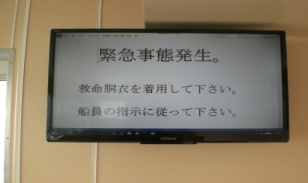 緊急事態発生。
救命胴衣を着用して下さい。
船員の指示に従って下さい。